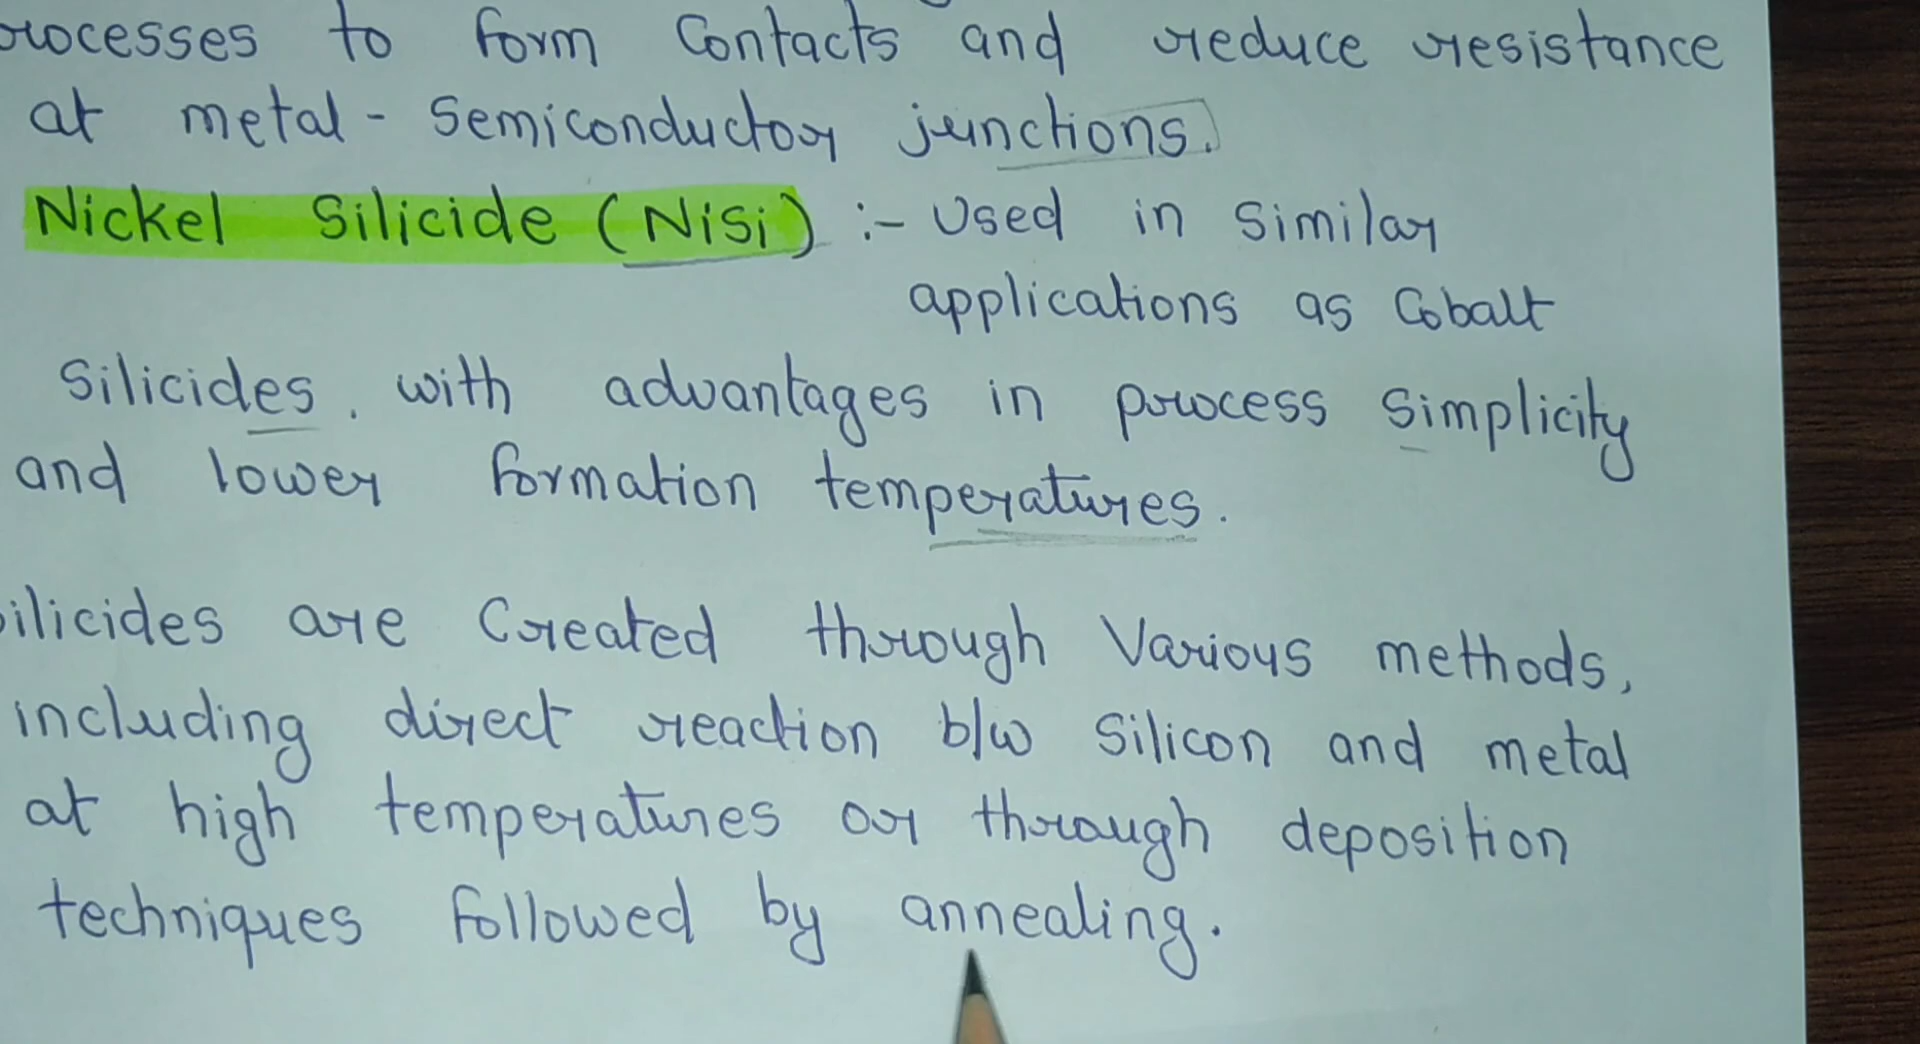 rocesses to form Contacts and reduce resistance
at metal - Semiconductor junctions.
Nickel Silicide (NiSi) :- Used in Similar
applications as Cobalt
Silicides. with advantages in process Simplicity
and lower formation temperatures.
ilicides are Created through Various methods,
including direct reaction b/w Silicon and metal
at high temperatures or through deposition
techniques followed by annealing.